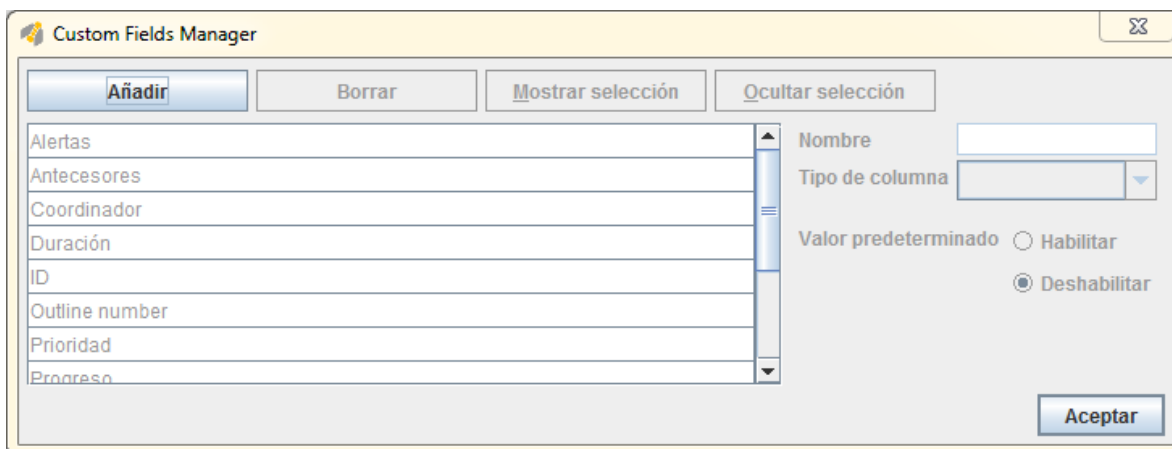 Custom Fields Manager
Añadir Borrar Mostrar selección Ocultar selección
Alertas
Antecesores
Coordinador
Duración
ID
Outline number
Prioridad
Progreso
Nombre
Tipo de columna
Valor predeterminado Habilitar
Deshabilitar
Aceptar